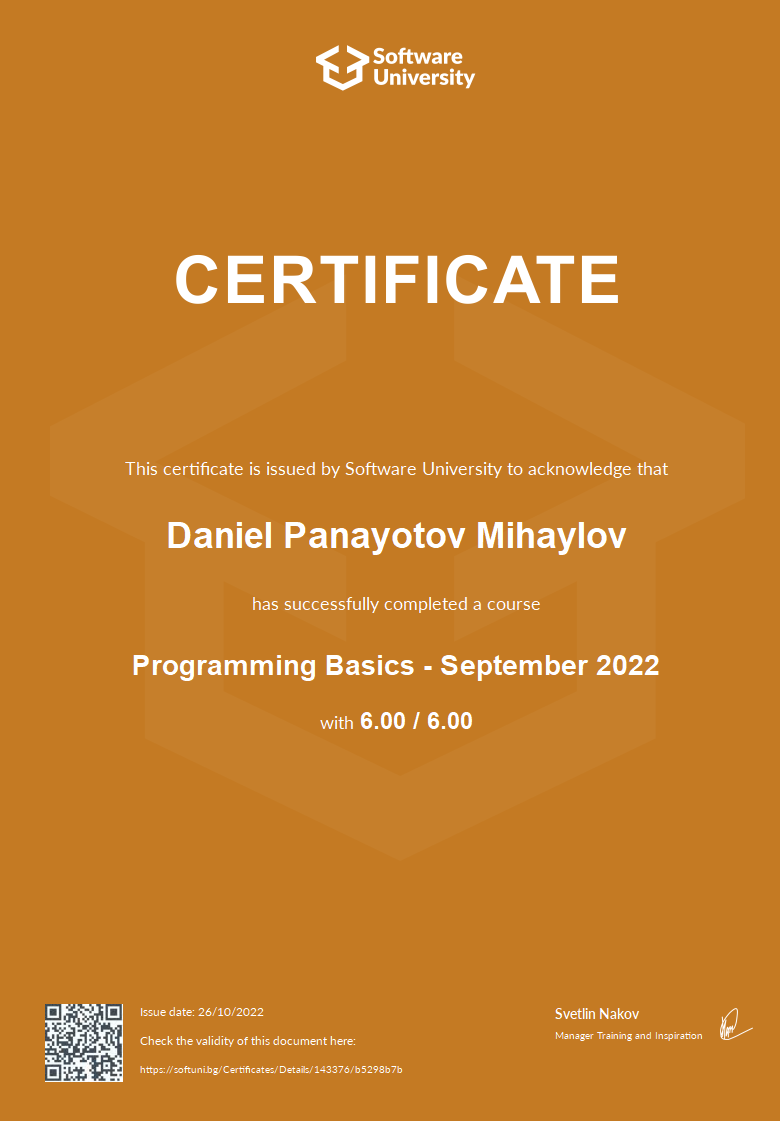 Software
University
CERTIFICATE
This certificate is issued by Software University to acknowledge that
Daniel Panayotov Mihaylov
has successfully completed a course
Programming Basics - September 2022
with 6.00 / 6.00
Issue date: 26/10/2022
Check the validity of this document here:
https://softuni.bg/Certificates/Details/143376/b5298b7b
Svetlin Nakov
Manager Training and Inspiration